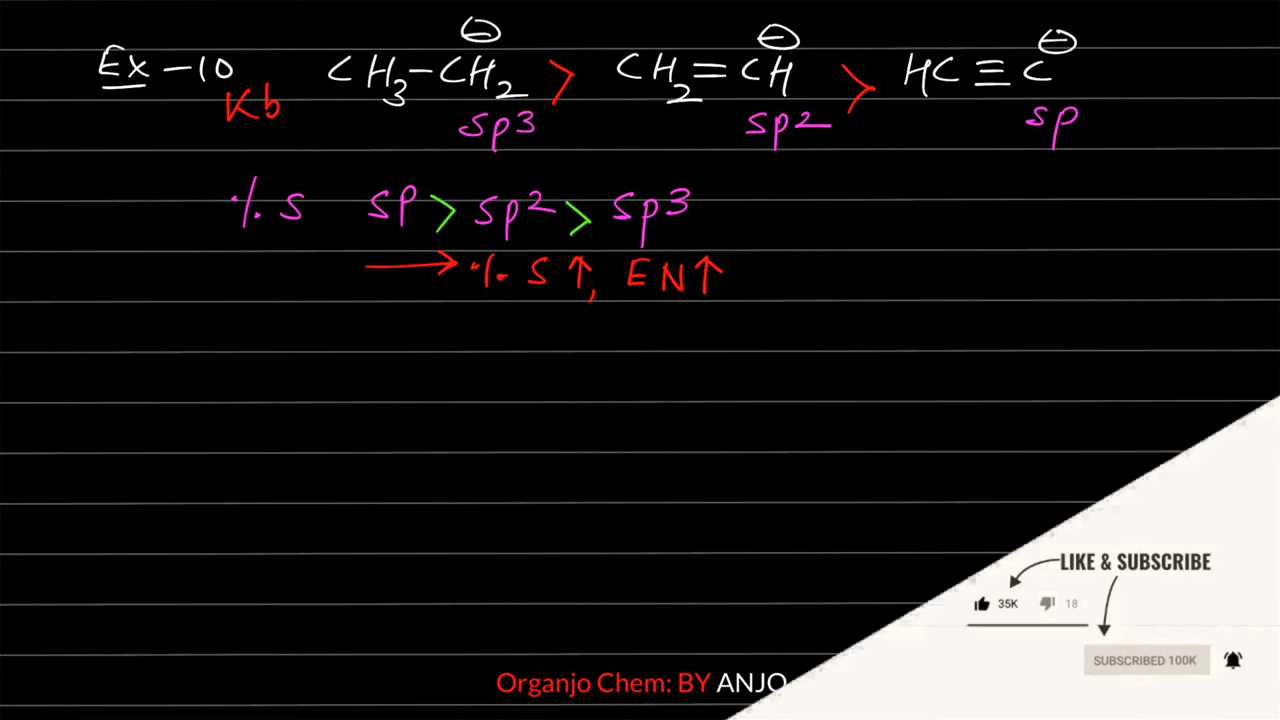 Ex-10 CH3-CH2⊖ > CH2=CH⊖ > HC≡C⊖
Kb sp3 sp2 sp
% S SP > sp2 > sp3
→ % S ↑, EN ↑
LIKE & SUBSCRIBE
35K 18
SUBSCRIBED 100K
Organjo Chem: BY ANJO